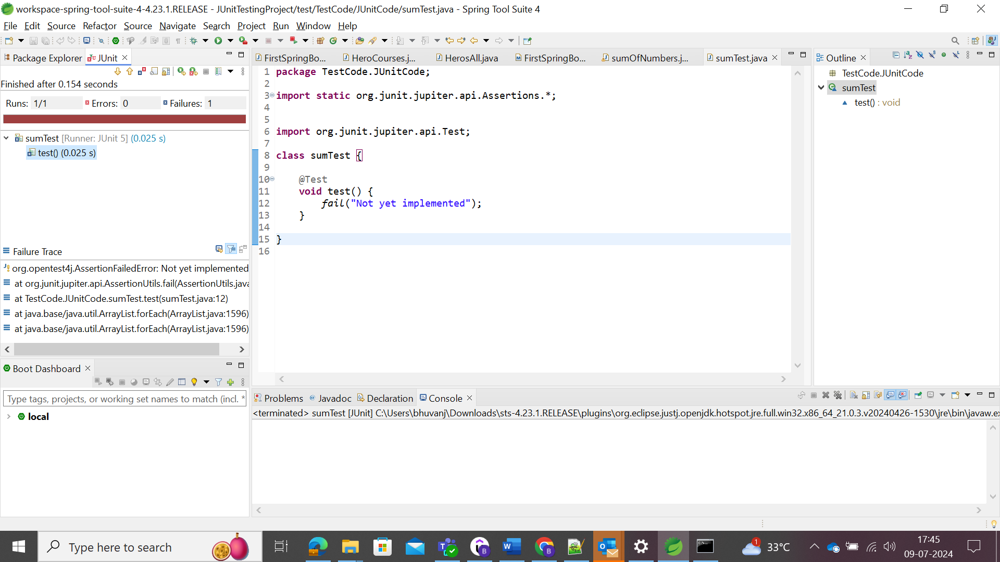 workspace-spring-tool-suite-4-4.23.1.RELEASE - JUnitTestingProject/test/TestCode/JUnitCode/sumTest.java - Spring Tool Suite 4
File Edit Source Refactor Source Navigate Search Project Run Window Help
Package Explorer JUnit
Finished after 0.154 seconds
Runs: 1/1 Errors: 0 Failures: 1
sumTest [Runner: JUnit 5] (0.025 s)
test() (0.025 s)
Failure Trace
org.opentest4j.AssertionFailedError: Not yet implemented
at org.junit.jupiter.api.AssertionUtils.fail(AssertionUtils.java
at TestCode.JUnitCode.sumTest.test(sumTest.java:12)
at java.base/java.util.ArrayList.forEach(ArrayList.java:1596)
at java.base/java.util.ArrayList.forEach(ArrayList.java:1596)
Boot Dashboard
Type tags, projects, or working set names to match (incl. *
local
FirstSpringBo... HeroCourses.j... HerosAll.java FirstSpringBo... sumOfNumbers.j... sumTest.java
1 package TestCode.JUnitCode;
2
3 import static org.junit.jupiter.api.Assertions.*;
4
5
6 import org.junit.jupiter.api.Test;
7
8 class sumTest {
9
10 @Test
11 void test() {
12 fail("Not yet implemented");
13 }
14
15 }
16
Outline
TestCode.JUnitCode
sumTest
test() : void
Problems Javadoc Declaration Console
<terminated> sumTest [JUnit] C:\Users\bhuvanj\Downloads\sts-4.23.1.RELEASE\plugins\org.eclipse.justj.openjdk.hotspot.jre.full.win32.x86_64_21.0.3.v20240426-1530\jre\bin\javaw.ex
Type here to search
1
33°C
17:45
09-07-2024